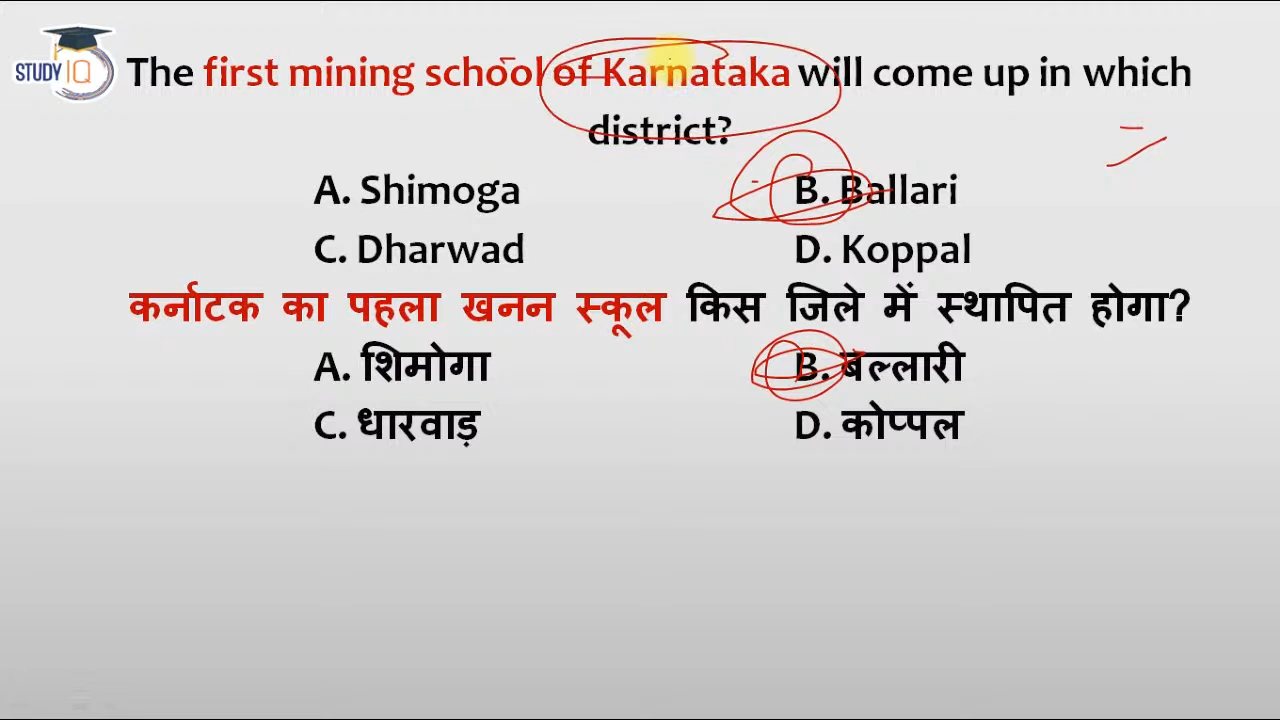 STUDY IQ
The first mining school of Karnataka will come up in which
district?
A. Shimoga B. Ballari
C. Dharwad D. Koppal
कर्नाटक का पहला खनन स्कूल किस जिले में स्थापित होगा?
A. शिमोगा B. बल्लारी
C. धारवाड़ D. कोप्पल